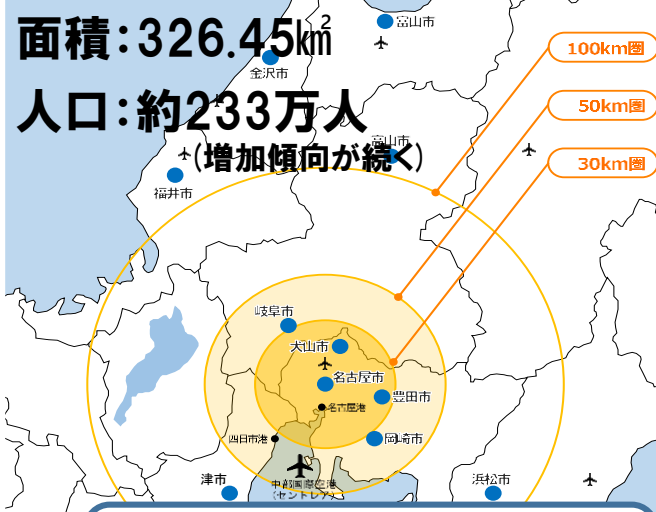 面積：326.45㎢
人口：約233万人
(増加傾向が続く)
富山市
金沢市
富山市
福井市
100km圏
50km圏
30km圏
岐阜市
犬山市
名古屋市
豊田市
名古屋港
四日市港
岡崎市
中部国際空港
(セントレア)
津市
浜松市